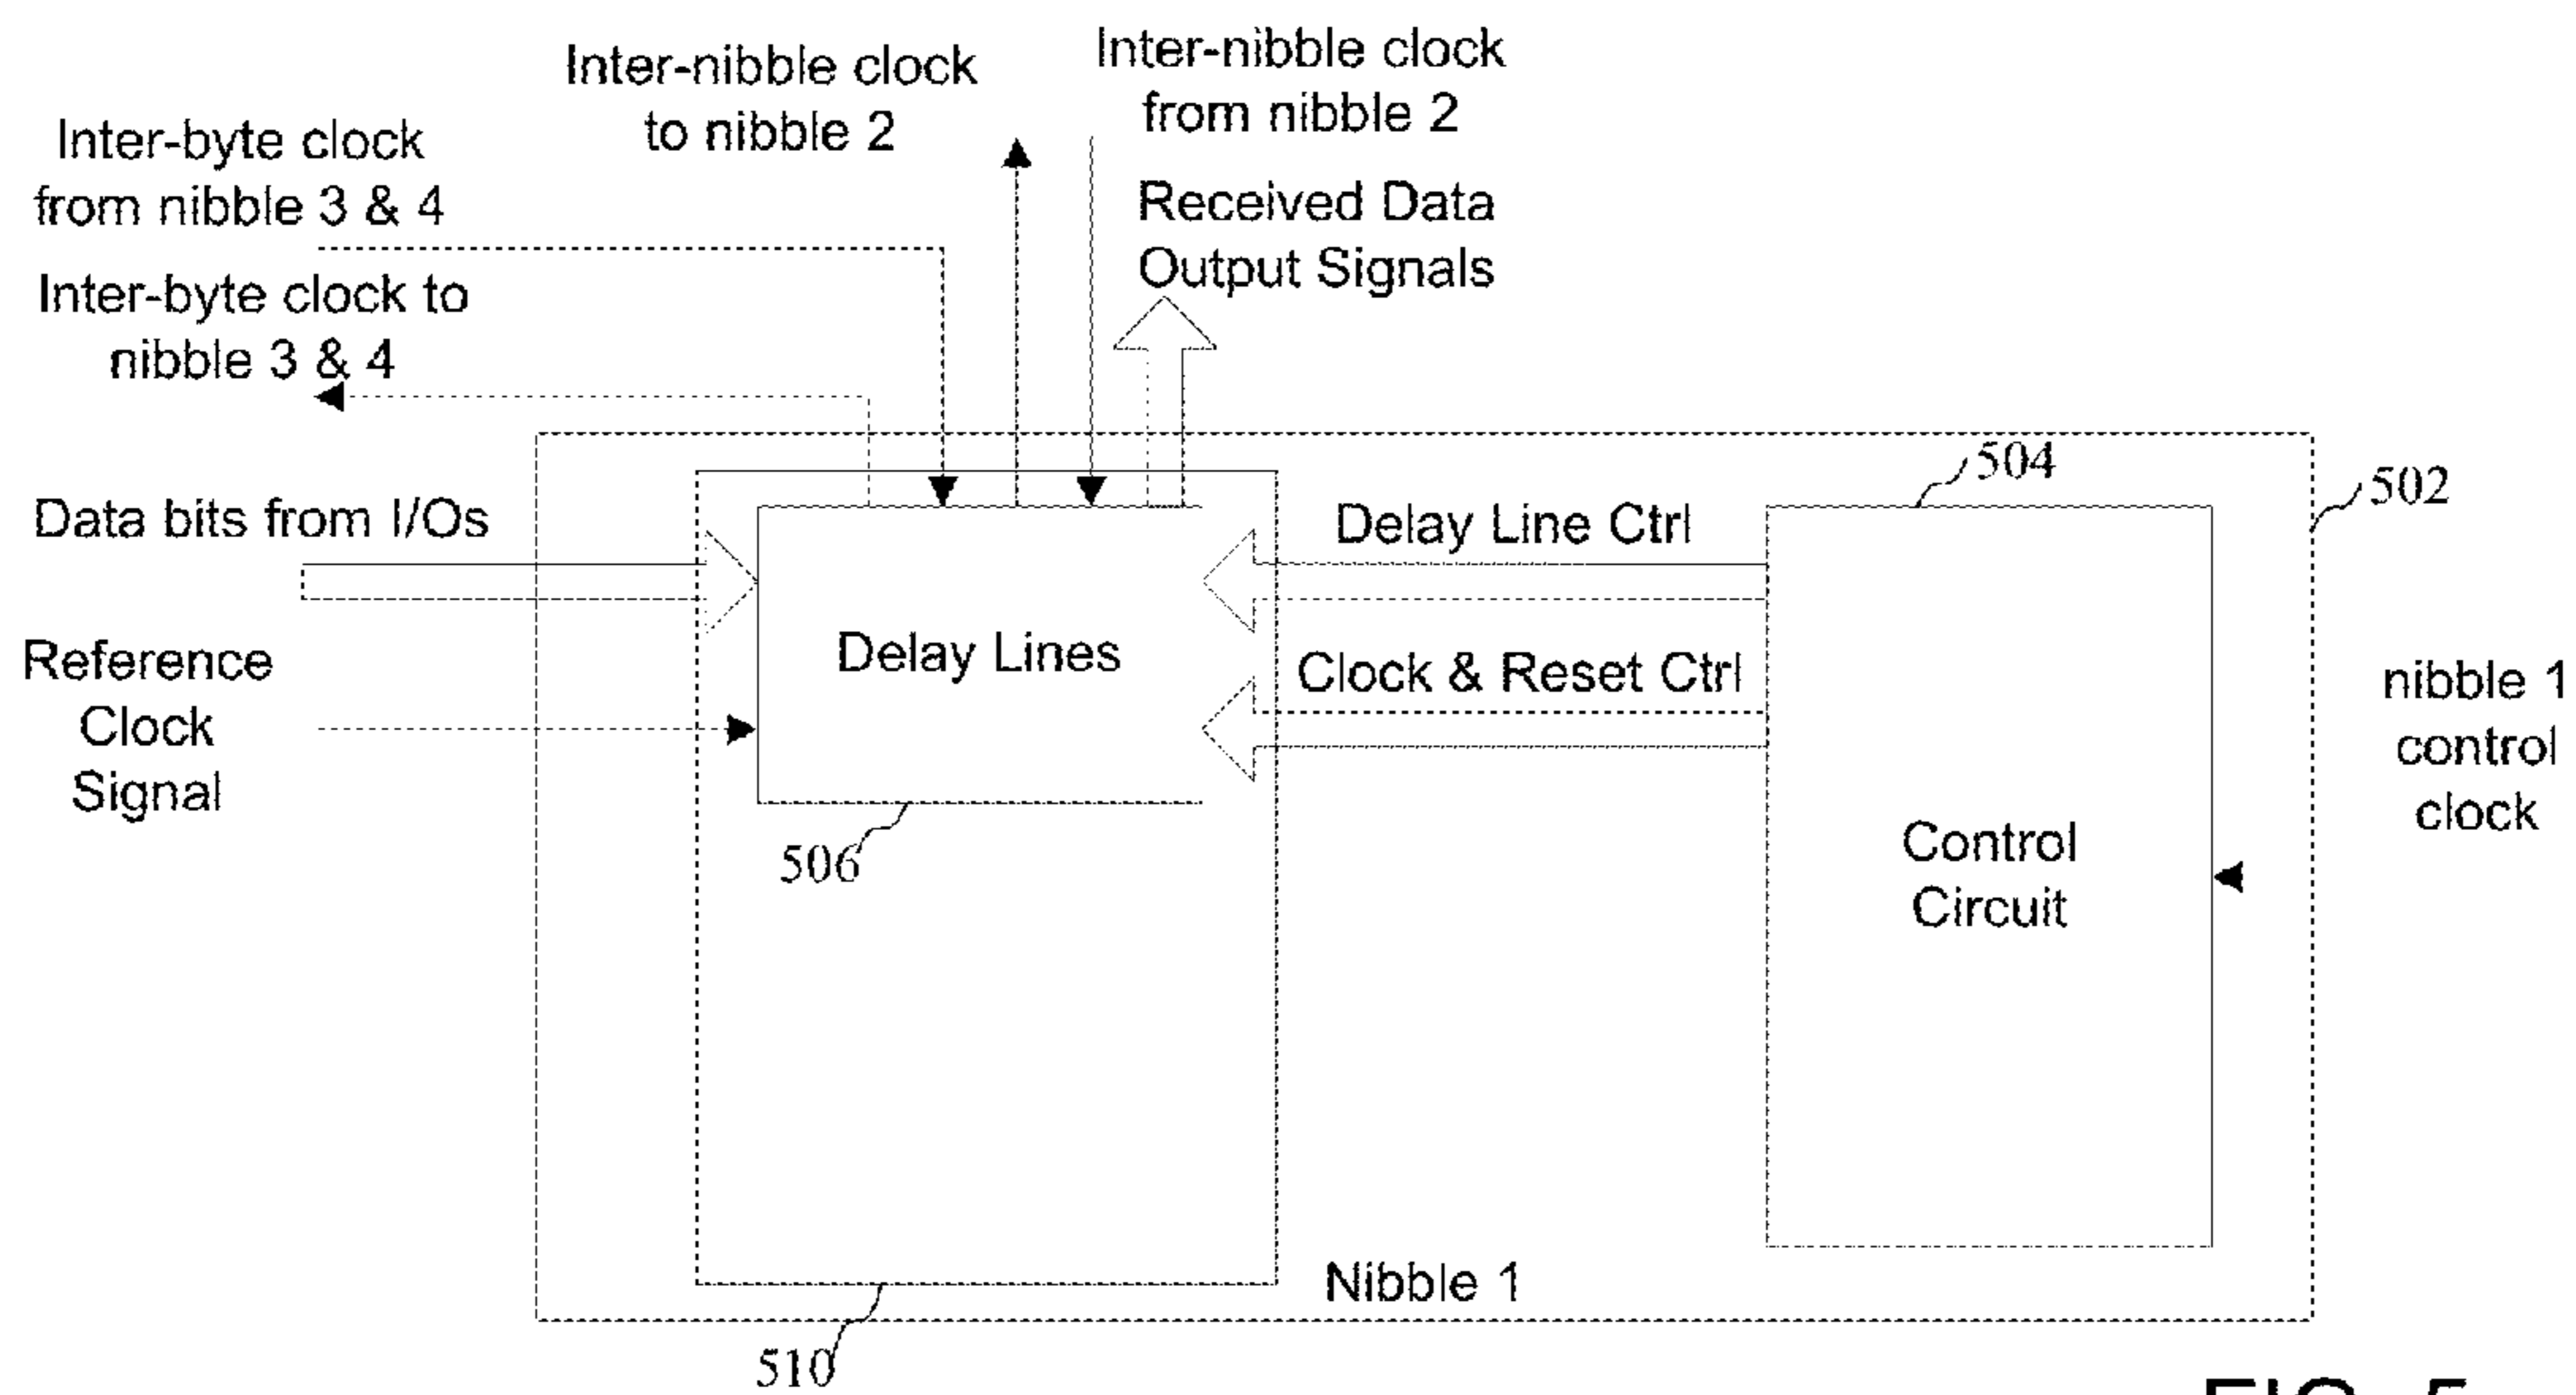 Inter-nibble clock
to nibble 2
Inter-nibble clock
from nibble 2
Inter-byte clock
from nibble 3 & 4
Received Data
Output Signals
Inter-byte clock to
nibble 3 & 4
504
502
Data bits from I/Os
Delay Line Ctrl
Reference
Clock
Signal
Delay Lines
Clock & Reset Ctrl
nibble 1
control
clock
506
Control
Circuit
Nibble 1
510
FIG. 5